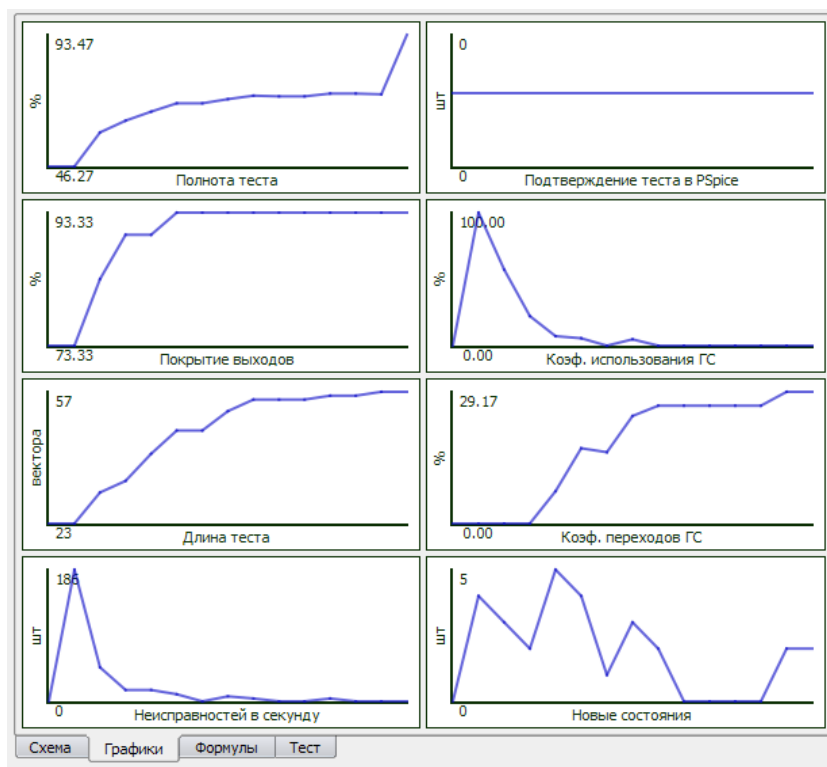 93.47
%
46.27
Полнота теста
0
шт
0
Подтверждение теста в PSpice
93.33
%
73.33
Покрытие выходов
100.00
%
0.00
Коэф. использования ГС
57
вектора
23
Длина теста
29.17
%
0.00
Коэф. переходов ГС
186
шт
0
Неисправностей в секунду
5
шт
0
Новые состояния
Схема
Графики
Формулы
Тест